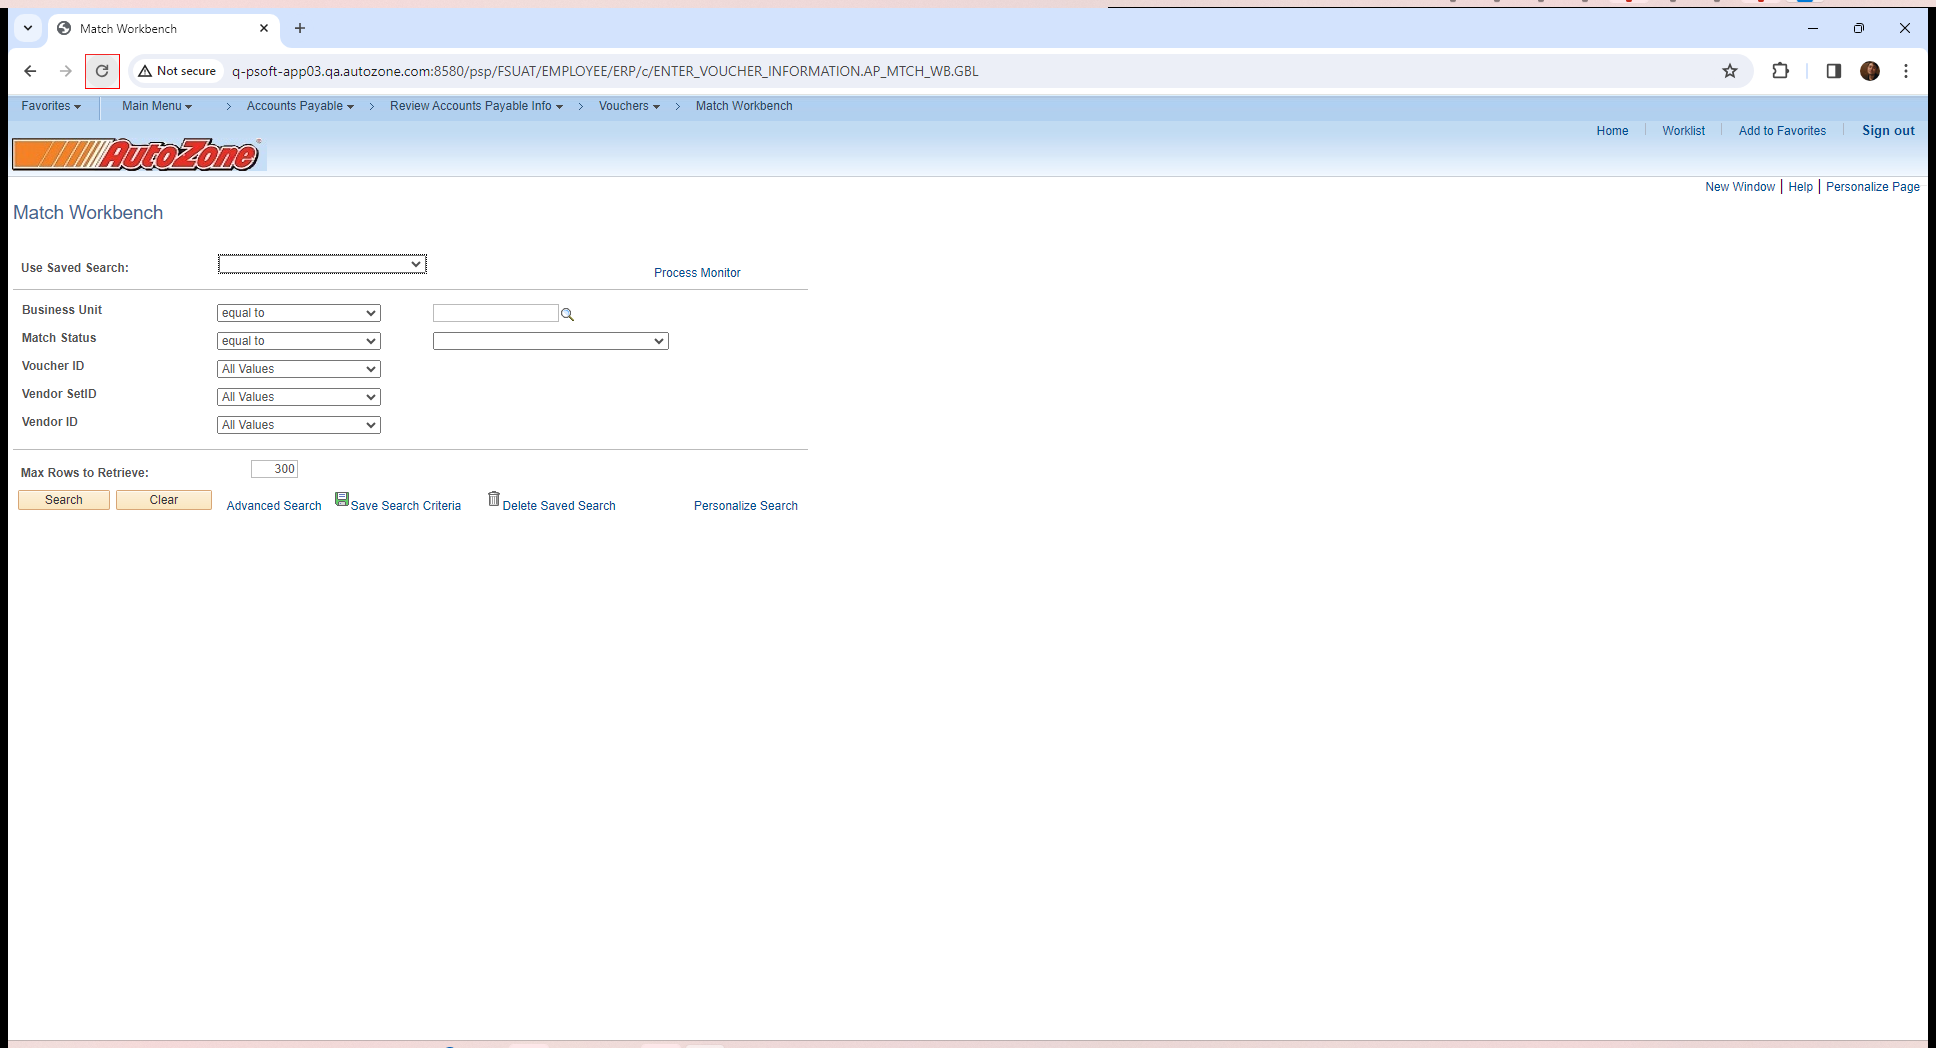 Match Workbench
Not secure q-psoft-app03.qa.autozone.com:8580/psp/FSUAT/EMPLOYEE/ERP/c/ENTER_VOUCHER_INFORMATION.AP_MTCH_WB.GBL
Favorites Main Menu > Accounts Payable > Review Accounts Payable Info > Vouchers > Match Workbench
Home Worklist Add to Favorites Sign out
AutoZone
New Window | Help | Personalize Page
Match Workbench
Use Saved Search:
Process Monitor
Business Unit equal to
Match Status equal to
Voucher ID All Values
Vendor SetID All Values
Vendor ID All Values
Max Rows to Retrieve: 300
Search Clear Advanced Search Save Search Criteria Delete Saved Search Personalize Search